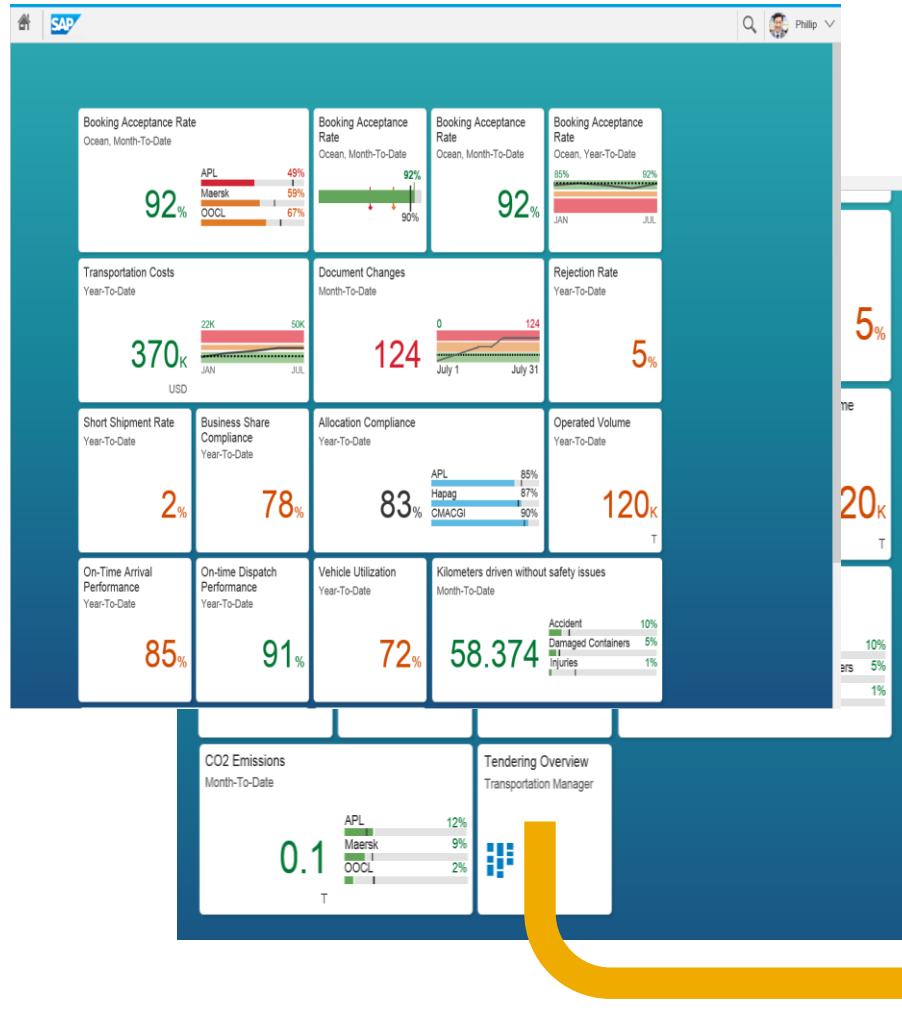 SAP
Phillip
Booking Acceptance Rate
Ocean, Month-To-Date
92%
APL 49%
Maersk 59%
OOCL 67%
Booking Acceptance
Rate
Ocean, Month-To-Date
92%
90%
Booking Acceptance
Rate
Ocean, Month-To-Date
92%
Booking Acceptance
Rate
Ocean, Year-To-Date
85% 92%
JAN JUL
Transportation Costs
Year-To-Date
370K
USD
22K 50K
JAN JUL
Document Changes
Month-To-Date
124
0 124
July 1 July 31
Rejection Rate
Year-To-Date
5%
Short Shipment Rate
Year-To-Date
2%
Business Share
Compliance
Year-To-Date
78%
Allocation Compliance
Year-To-Date
83%
APL 85%
Hapag 87%
CMACGI 90%
Operated Volume
Year-To-Date
120K
T
On-Time Arrival
Performance
Year-To-Date
85%
On-time Dispatch
Performance
Year-To-Date
91%
Vehicle Utilization
Year-To-Date
72%
Kilometers driven without safety issues
Month-To-Date
58.374
Accident 10%
Damaged Containers 5%
Injuries 1%
5%
me
20K
T
10%
ers 5%
1%
CO2 Emissions
Month-To-Date
0.1
T
APL 12%
Maersk 9%
OOCL 2%
Tendering Overview
Transportation Manager